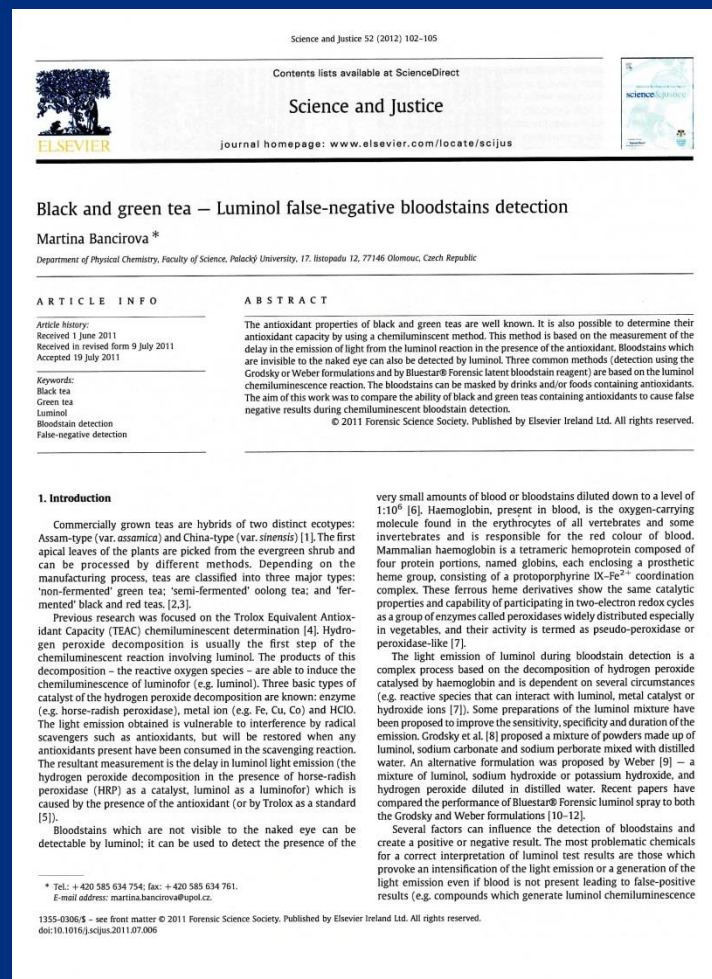 Science and Justice 52 (2012) 102–105
Contents lists available at ScienceDirect
Science and Justice
journal homepage: www.elsevier.com/locate/scijus
ELSEVIER
science&justice
Black and green tea — Luminol false-negative bloodstains detection
Martina Bancirova *
Department of Physical Chemistry, Faculty of Science, Palacký University, 17. listopadu 12, 77146 Olomouc, Czech Republic
ARTICLE INFO
Article history:
Received 1 June 2011
Received in revised form 9 July 2011
Accepted 19 July 2011
Keywords:
Black tea
Green tea
Luminol
Bloodstain detection
False-negative detection
ABSTRACT
The antioxidant properties of black and green teas are well known. It is also possible to determine their
antioxidant capacity by using a chemiluminscent method. This method is based on the measurement of the
delay in the emission of light from the luminol reaction in the presence of the antioxidant. Bloodstains which
are invisible to the naked eye can also be detected by luminol. Three common methods (detection using the
Grodsky or Weber formulations and by Bluestar® Forensic latent bloodstain reagent) are based on the luminol
chemiluminescence reaction. The bloodstains can be masked by drinks and/or foods containing antioxidants.
The aim of this work was to compare the ability of black and green teas containing antioxidants to cause false
negative results during chemiluminscent bloodstain detection.
© 2011 Forensic Science Society. Published by Elsevier Ireland Ltd. All rights reserved.
1. Introduction
Commercially grown teas are hybrids of two distinct ecotypes:
Assam-type (var. assamica) and China-type (var. sinensis) [1]. The first
apical leaves of the plants are picked from the evergreen shrub and
can be processed by different methods. Depending on the
manufacturing process, teas are classified into three major types:
'non-fermented' green tea; 'semi-fermented' oolong tea; and 'fer-
mented' black and red teas. [2,3].
Previous research was focused on the Trolox Equivalent Antiox-
idant Capacity (TEAC) chemiluminescent determination [4]. Hydro-
gen peroxide decomposition is usually the first step of the
chemiluminescent reaction involving luminol. The products of this
decomposition – the reactive oxygen species – are able to induce the
chemiluminescence of luminofor (e.g. luminol). Three basic types of
catalyst of the hydrogen peroxide decomposition are known: enzyme
(e.g. horse-radish peroxidase), metal ion (e.g. Fe, Cu, Co) and HClO.
The light emission obtained is vulnerable to interference by radical
scavengers such as antioxidants, but will be restored when any
antioxidants present have been consumed in the scavenging reaction.
The resultant measurement is the delay in luminol light emission (the
hydrogen peroxide decomposition in the presence of horse-radish
peroxidase (HRP) as a catalyst, luminol as a luminofor) which is
caused by the presence of the antioxidant (or by Trolox as a standard
[5]).
Bloodstains which are not visible to the naked eye can be
detectable by luminol; it can be used to detect the presence of the
* Tel.: +420 585 634 754; fax: +420 585 634 761.
E-mail address: martina.bancirova@upol.cz.
very small amounts of blood or bloodstains diluted down to a level of
1:10⁶ [6]. Haemoglobin, present in blood, is the oxygen-carrying
molecule found in the erythrocytes of all vertebrates and some
invertebrates and is responsible for the red colour of blood.
Mammalian haemoglobin is a tetrameric hemoprotein composed of
four protein portions, named globins, each enclosing a prosthetic
heme group, consisting of a protoporphyrine IX–Fe²⁺ coordination
complex. These ferrous heme derivatives show the same catalytic
properties and capability of participating in two-electron redox cycles
as a group of enzymes called peroxidases widely distributed especially
in vegetables, and their activity is termed as pseudo-peroxidase or
peroxidase-like [7].
The light emission of luminol during bloodstain detection is a
complex process based on the decomposition of hydrogen peroxide
catalysed by haemoglobin and is dependent on several circumstances
(e.g. reactive species that can interact with luminol, metal catalyst or
hydroxide ions [7]). Some preparations of the luminol mixture have
been proposed to improve the sensitivity, specificity and duration of the
emission. Grodsky et al. [8] proposed a mixture of powders made up of
luminol, sodium carbonate and sodium perborate mixed with distilled
water. An alternative formulation was proposed by Weber [9] — a
mixture of luminol, sodium hydroxide or potassium hydroxide, and
hydrogen peroxide diluted in distilled water. Recent papers have
compared the performance of Bluestar® Forensic luminol spray to both
the Grodsky and Weber formulations [10–12].
Several factors can influence the detection of bloodstains and
create a positive or negative result. The most problematic chemicals
for a correct interpretation of luminol test results are those which
provoke an intensification of the light emission or a generation of the
light emission even if blood is not present leading to false-positive
results (e.g. compounds which generate luminol chemiluminescence
1355-0306/$ – see front matter © 2011 Forensic Science Society. Published by Elsevier Ireland Ltd. All rights reserved.
doi:10.1016/j.scijus.2011.07.006